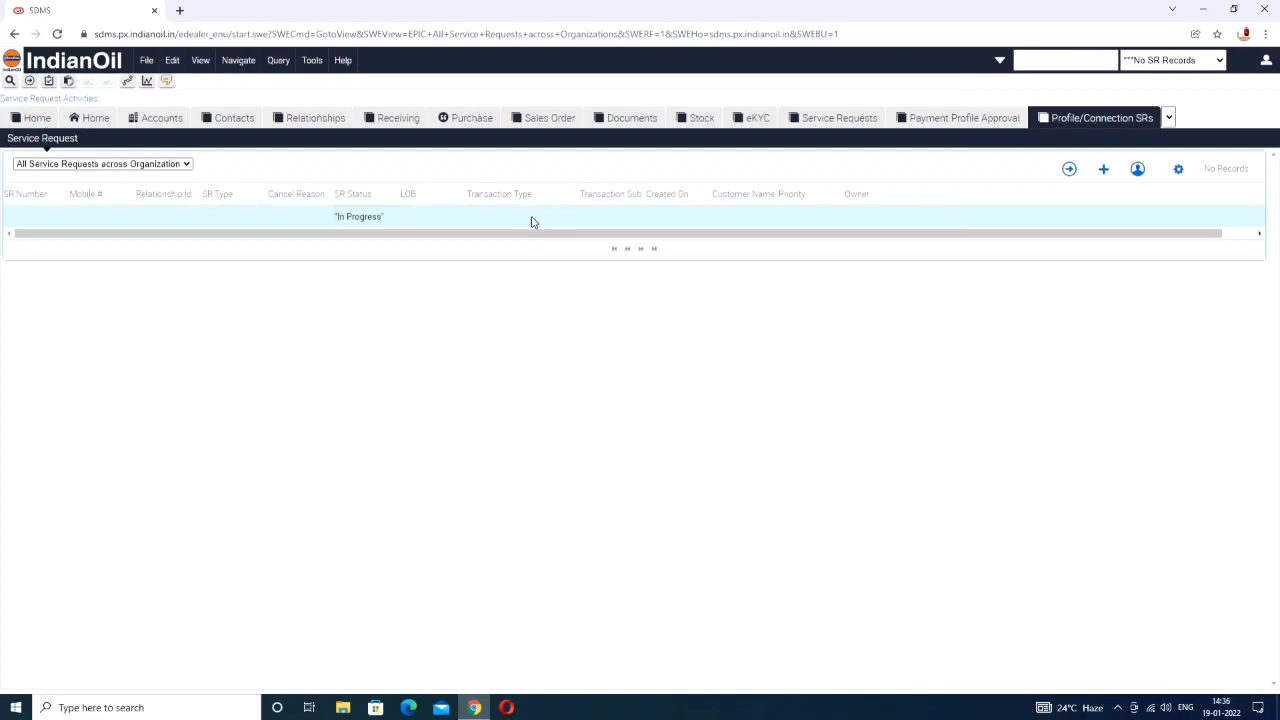 SDMS
sdms.px.indianoil.in/edealer_enu/start.swe?SWECmd=GotoView&SWEView=EPIC+All+Service+Requests+across+Organizations&SWERF=1&SWEHo=sdms.px.indianoil.in&SWEBU=1
IndianOil File Edit View Navigate Query Tools Help ***No SR Records
Service Request Activities:
Home Home Accounts Contacts Relationships Receiving Purchase Sales Order Documents Stock eKYC Service Requests Payment Profile Approval Profile/Connection SRs
Service Request
All Service Requests across Organization No Records
SR Number Mobile # Relationship Id SR Type Cancel Reason SR Status LOB Transaction Type Transaction Sub Created On Customer Name Priority Owner
"In Progress"
Type here to search 24°C Haze ENG 14:36
19-01-2022